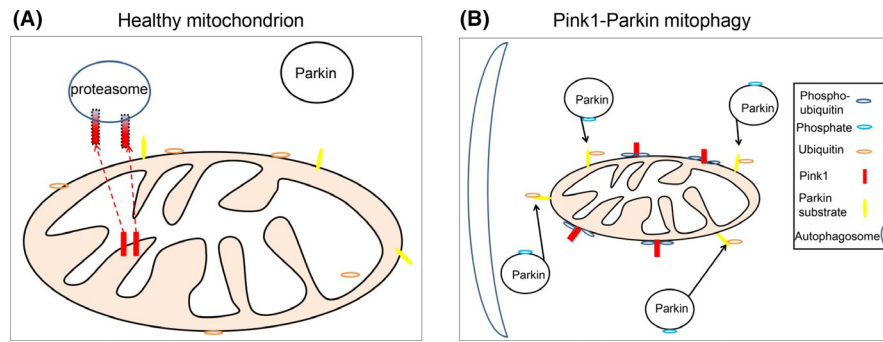 (A)
Healthy mitochondrion
proteasome
Parkin
(B)
Pink1-Parkin mitophagy
Parkin
Parkin
Parkin
Parkin
Phospho-
ubiquitin
Phosphate
Ubiquitin
Pink1
Parkin
substrate
Autophagosome